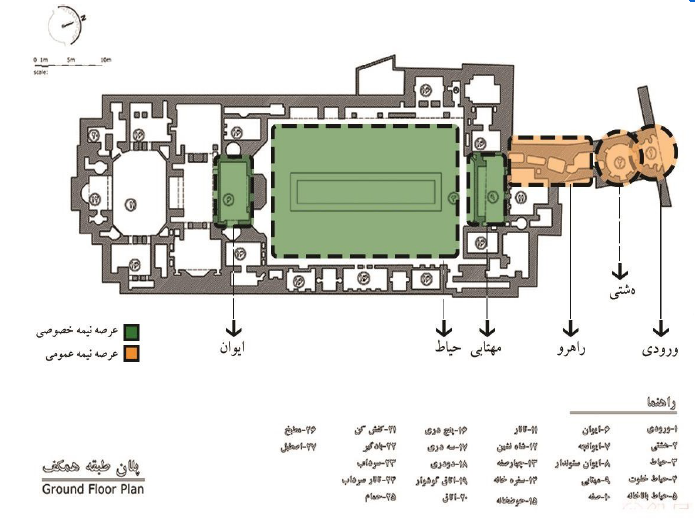 N
0 1m 5m 10m
scale:
هشتی
ایوان
حیاط
مهتابی
راهرو
ورودی
عرصه نیمه خصوصی
عرصه نیمه عمومی
راهنما
۱-ورودی
۲-هشتی
۳-حیاط
۴-حیاط خلوت
۵-حیاط بالاخانه
۶-ایوان
۷-ایوانچه
۸-ایوان ستوندار
۹-مهتابی
۱۰-صفه
۱۱-تالار
۱۲-شاه نشین
۱۳-چهارصفه
۱۴-سفره خانه
۱۵-حوضخانه
۱۶-پنج دری
۱۷-سه دری
۱۸-دودری
۱۹-اتاق گوشوار
۲۰-اتاق
۲۱-کفش کن
۲۲-بادگیر
۲۳-سرداب
۲۴-تالار سرداب
۲۵-حمام
۲۶-مطبخ
۲۷-اصطبل
پلان طبقه همکف
Ground Floor Plan